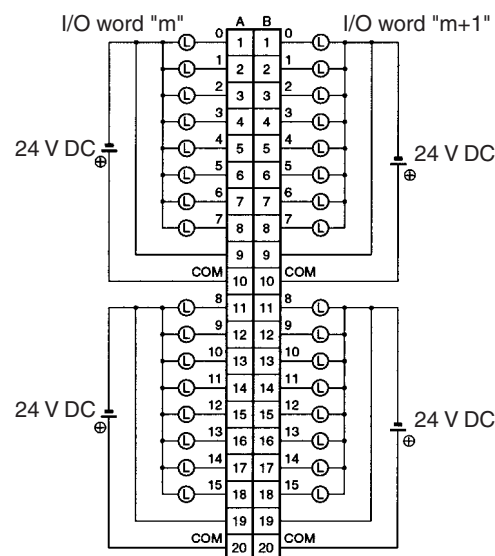 I/O word "m" A B I/O word "m+1"
0 1 1 0
L L
1 2 2 1
L L
2 3 3 2
L L
3 4 4 3
L L
24 V DC 4 5 5 4 24 V DC
L L
⊕ 5 6 6 5 ⊕
L L
6 7 7 6
L L
7 8 8 7
L L
9 9
COM 10 10 COM
8 11 11 8
L L
9 12 12 9
L L
10 13 13 10
L L
11 14 14 11
L L
24 V DC 12 15 15 12 24 V DC
L L
⊕ 13 16 16 13 ⊕
L L
14 17 17 14
L L
15 18 18 15
L L
19 19
COM 20 20 COM